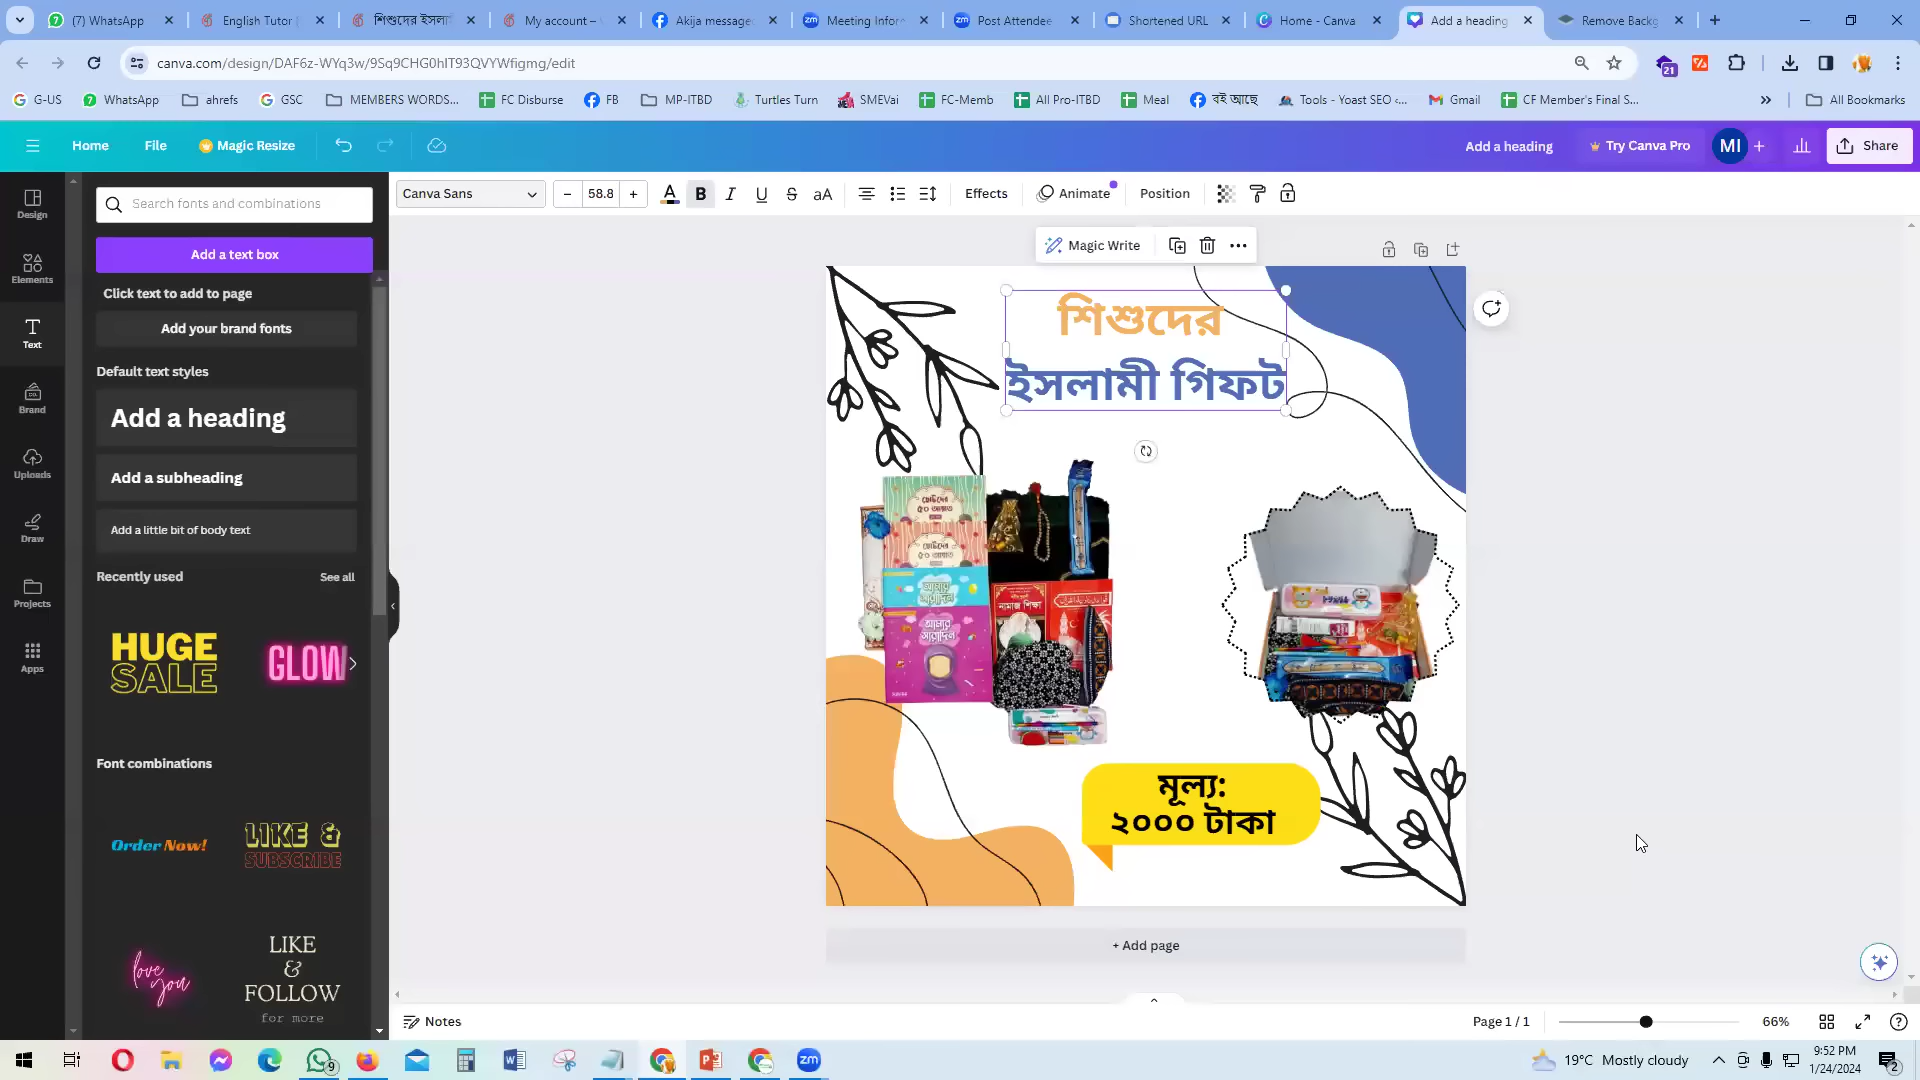 (7) WhatsApp
English Tutor
শিশুদের ইসলা
My account –
Akija message
Meeting Infor
Post Attendee
Shortened URL
Home - Canva
Add a heading
Remove Backg
canva.com/design/DAF6z-WYq3w/9Sq9CHG0hIT93QVYWfigmg/edit
21
G-US
WhatsApp
ahrefs
GSC
MEMBERS WORDS...
FC Disburse
FB
MP-ITBD
Turtles Turn
SMEVai
FC-Memb
All Pro-ITBD
Meal
বই আছে
Tools - Yoast SEO ‹...
Gmail
CF Member's Final S...
All Bookmarks
Home
File
Magic Resize
Add a heading
Try Canva Pro
MI
Share
Canva Sans
58.8
A
B
I
U
S
aA
Effects
Animate
Position
Design
Elements
Text
Brand
Uploads
Draw
Projects
Apps
Search fonts and combinations
Add a text box
Click text to add to page
Add your brand fonts
Default text styles
Add a heading
Add a subheading
Add a little bit of body text
Recently used
See all
HUGE
SALE
GLOW
Font combinations
Order Now!
LIKE &
SUBSCRIBE
love
you
LIKE
&
FOLLOW
for more
Magic Write
শিশুদের
ইসলামী গিফট
ছোটদের
আমার
সারাদিন
নামাজ শিক্ষা
মূল্য:
২০০০ টাকা
+ Add page
Notes
Page 1 / 1
66%
9
zm
19°C Mostly cloudy
9:52 PM
1/24/2024
2